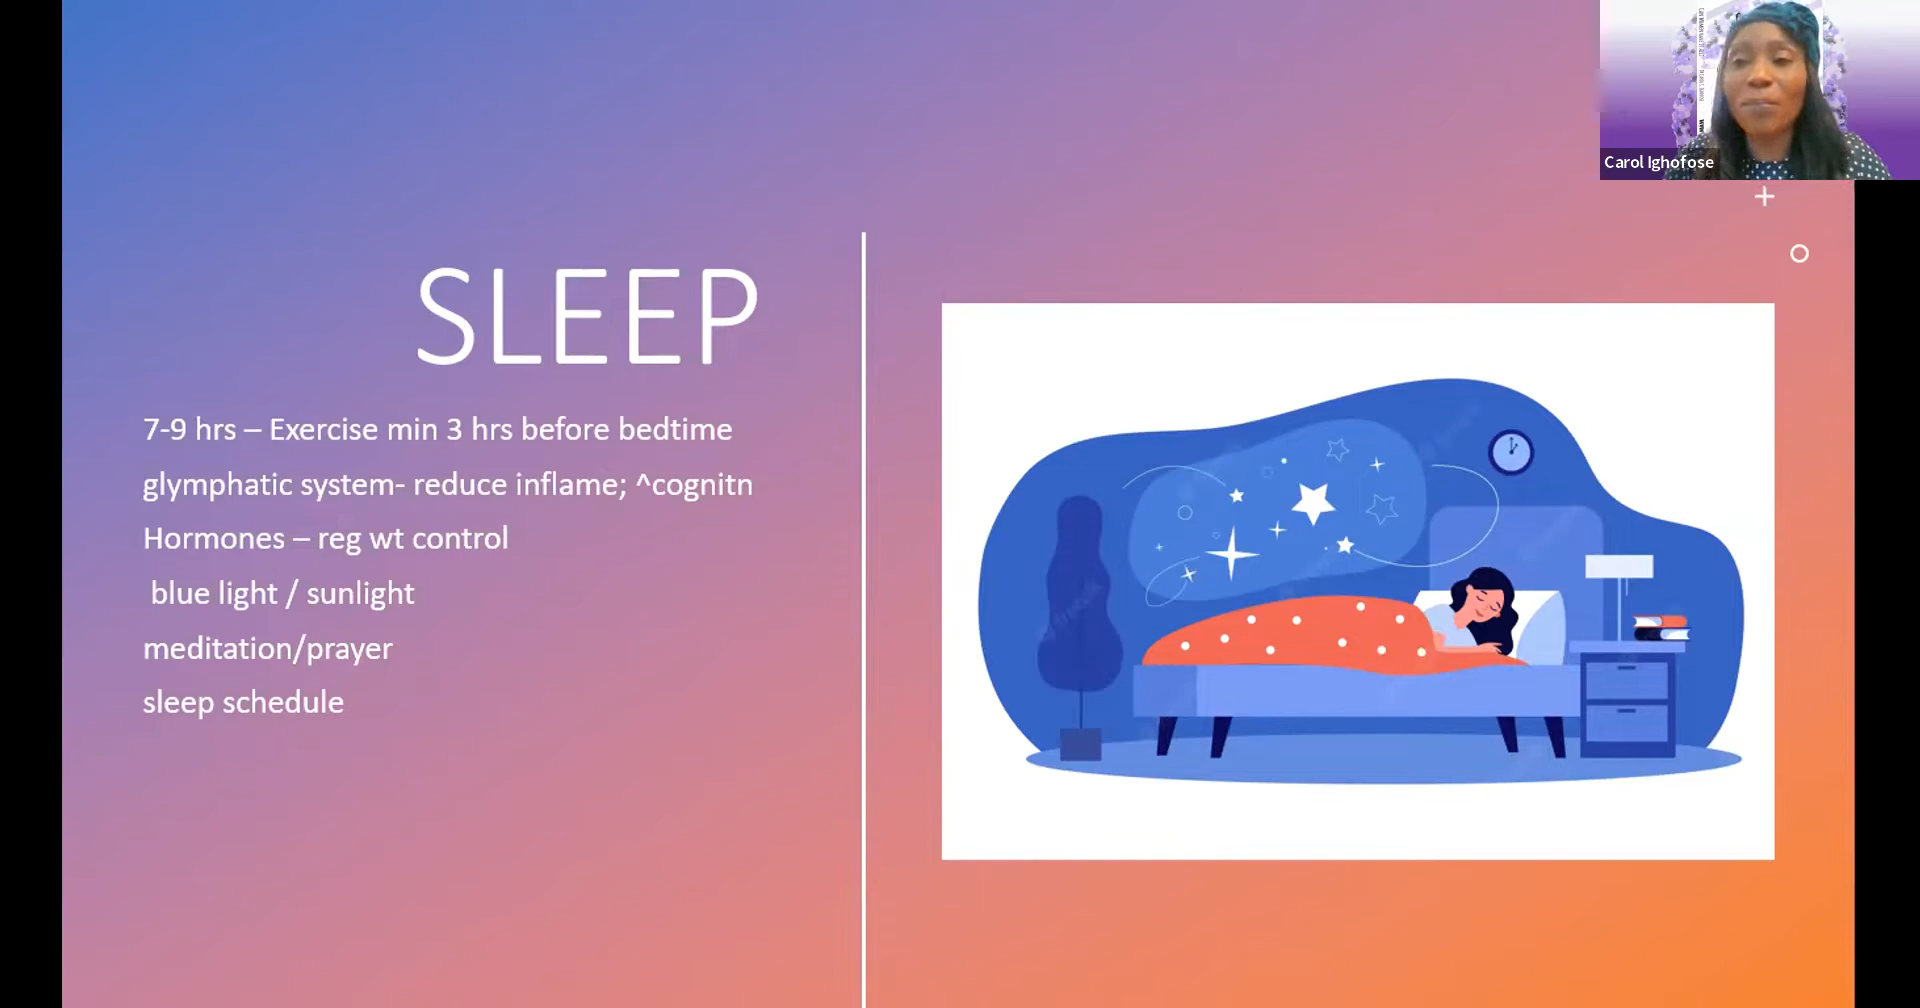 Carol Ighofose
SLEEP
7-9 hrs – Exercise min 3 hrs before bedtime
glymphatic system- reduce inflame; ^cognitn
Hormones – reg wt control
blue light / sunlight
meditation/prayer
sleep schedule